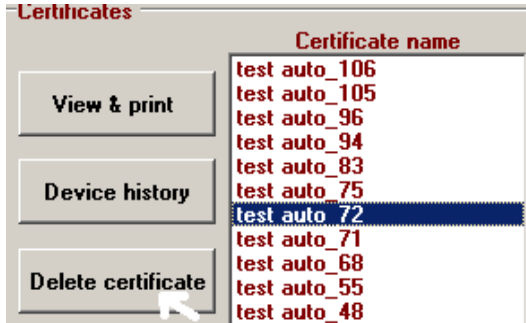 Certificates
Certificate name
View & print
Device history
Delete certificate
test auto_106
test auto_105
test auto_96
test auto_94
test auto_83
test auto_75
test auto_72
test auto_71
test auto_68
test auto_55
test auto_48